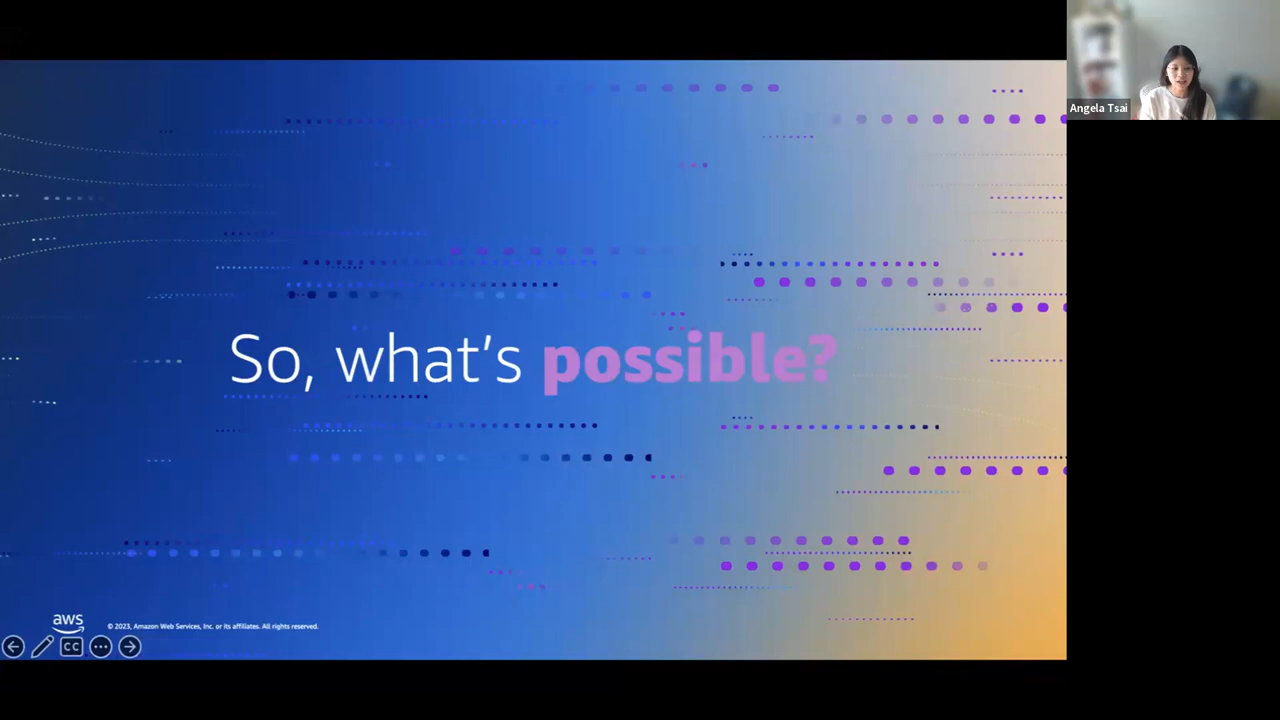 Angela Tsai
So, what's possible?
aws
© 2023, Amazon Web Services, Inc. or its affiliates. All rights reserved.
CC